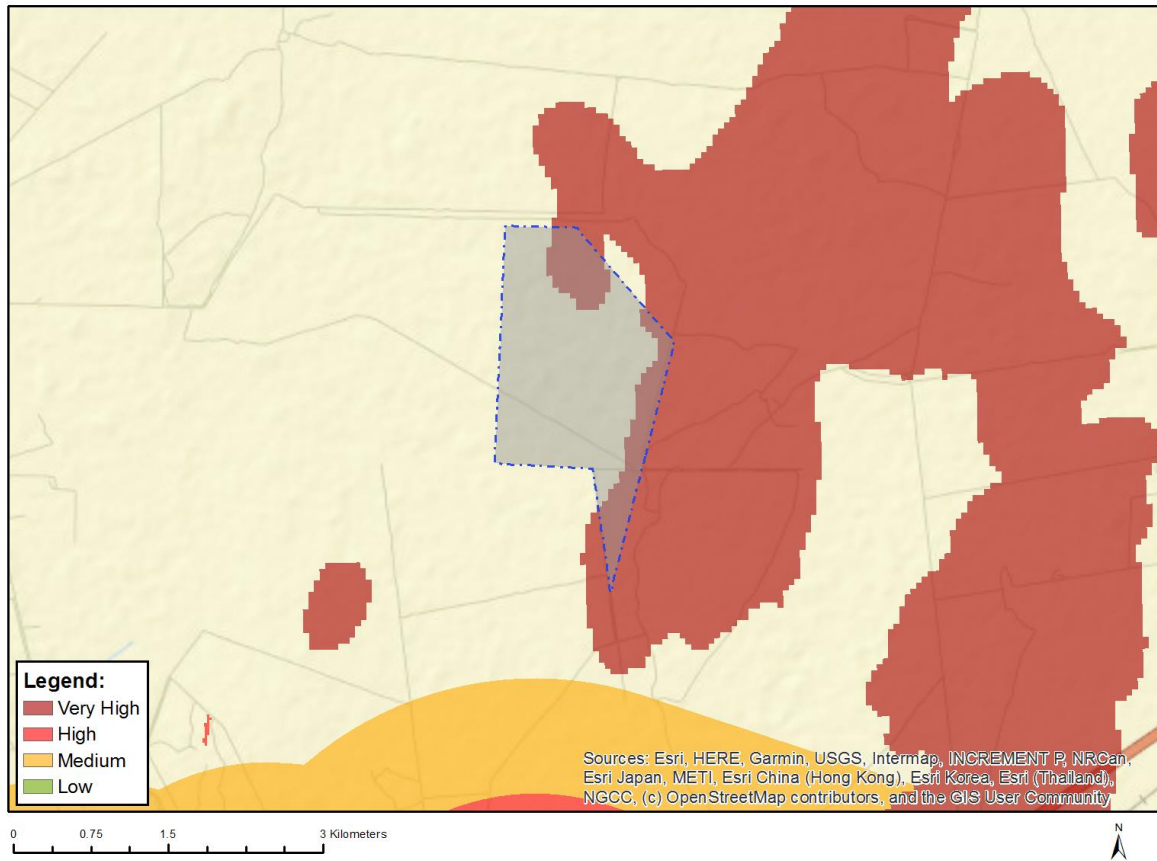 Legend:
Very High
High
Medium
Low
Sources: Esri, HERE, Garmin, USGS, Intermap, INCREMENT P, NRCan,
Esri Japan, METI, Esri China (Hong Kong), Esri Korea, Esri (Thailand),
NGCC, (c) OpenStreetMap contributors, and the GIS User Community
0 0.75 1.5 3 Kilometers
N